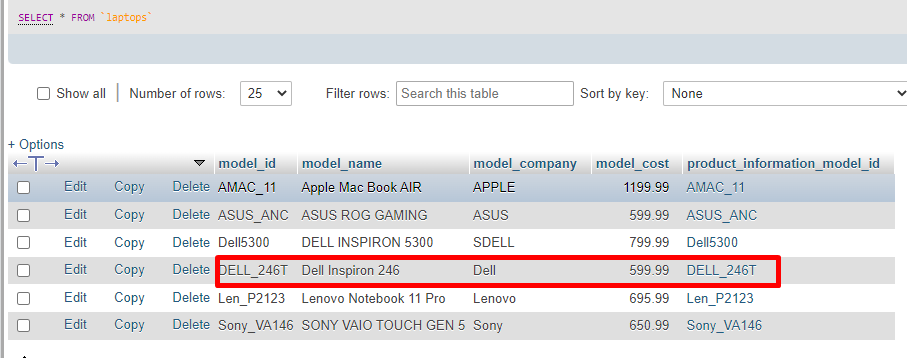 SELECT * FROM `laptops`
Show all Number of rows: 25 Filter rows: Search this table Sort by key: None
+ Options
←T→ model_id model_name model_company model_cost product_information_model_id
Edit Copy Delete AMAC_11 Apple Mac Book AIR APPLE 1199.99 AMAC_11
Edit Copy Delete ASUS_ANC ASUS ROG GAMING ASUS 599.99 ASUS_ANC
Edit Copy Delete Dell5300 DELL INSPIRON 5300 SDELL 799.99 Dell5300
Edit Copy Delete DELL_246T Dell Inspiron 246 Dell 599.99 DELL_246T
Edit Copy Delete Len_P2123 Lenovo Notebook 11 Pro Lenovo 695.99 Len_P2123
Edit Copy Delete Sony_VA146 SONY VAIO TOUCH GEN 5 Sony 650.99 Sony_VA146